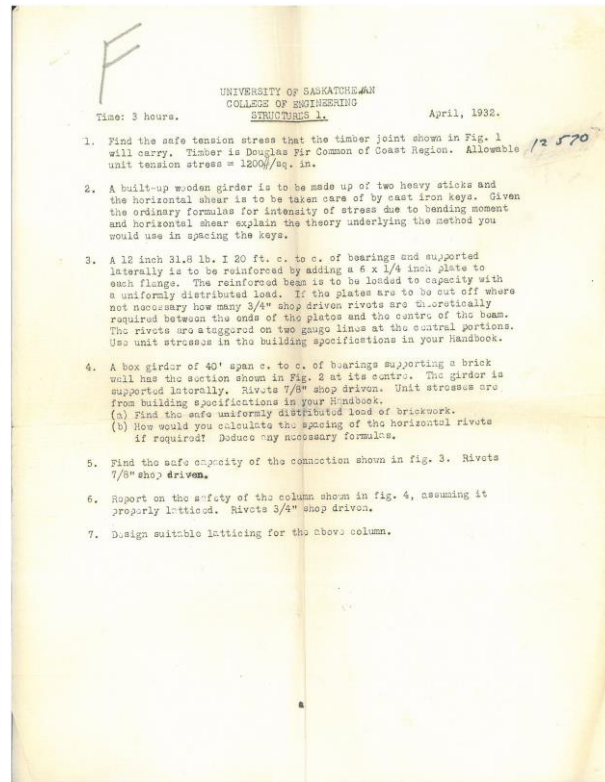 F
UNIVERSITY OF SASKATCHEWAN
COLLEGE OF ENGINEERING
Time: 3 hours. STRUCTURES 1. April, 1932.
12 570
1. Find the safe tension stress that the timber joint shown in Fig. 1
will carry. Timber is Douglas Fir Common of Coast Region. Allowable
unit tension stress = 1200#/sq. in.
2. A built-up wooden girder is to be made up of two heavy sticks and
the horizontal shear is to be taken care of by cast iron keys. Given
the ordinary formulas for intensity of stress due to bending moment
and horizontal shear explain the theory underlying the method you
would use in spacing the keys.
3. A 12 inch 31.8 lb. I 20 ft. c. to c. of bearings and supported
laterally is to be reinforced by adding a 6 x 1/4 inch plate to
each flange. The reinforced beam is to be loaded to capacity with
a uniformly distributed load. If the plates are to be cut off where
not necessary how many 3/4" shop driven rivets are theoretically
required between the ends of the plates and the centre of the beam.
The rivets are staggered on two gauge lines at the central portions.
Use unit stresses in the building specifications in your Handbook.
4. A box girder of 40' span c. to c. of bearings supporting a brick
wall has the section shown in Fig. 2 at its centre. The girder is
supported laterally. Rivets 7/8" shop driven. Unit stresses are
from building specifications in your Handbook.
(a) Find the safe uniformly distributed load of brickwork.
(b) How would you calculate the spacing of the horizontal rivets
if required? Deduce any necessary formulas.
5. Find the safe capacity of the connection shown in fig. 3. Rivets
7/8" shop driven.
6. Report on the safety of the column shown in fig. 4, assuming it
properly latticed. Rivets 3/4" shop driven.
7. Design suitable latticing for the above column.